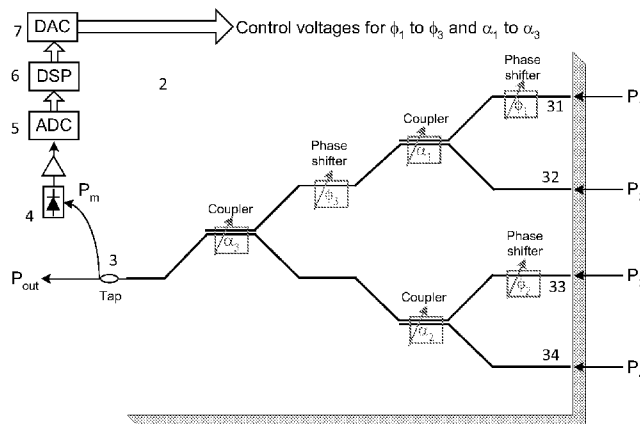 7
DAC
Control voltages for ϕ1 to ϕ3 and α1 to α3
6
DSP
2
5
ADC
4
Pm
3
Pout
Tap
Coupler
α3
Phase shifter
ϕ3
Coupler
α1
Phase shifter
ϕ1
31
P
32
P
Phase shifter
ϕ2
33
P
Coupler
α2
34
P